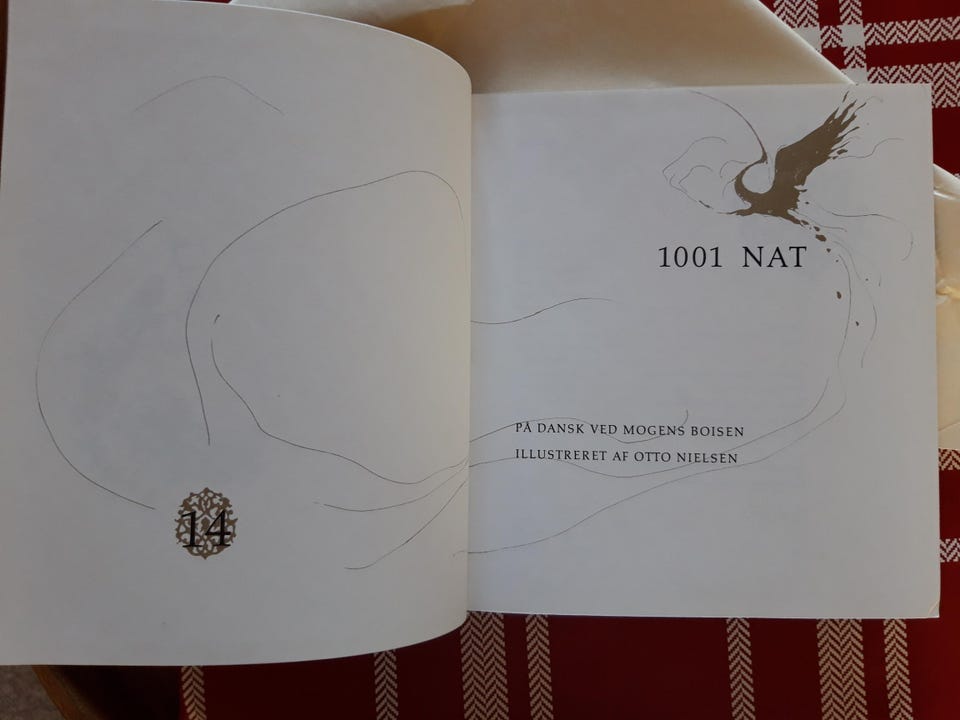 14
1001 NAT
PÅ DANSK VED MOGENS BOISEN
ILLUSTRERET AF OTTO NIELSEN